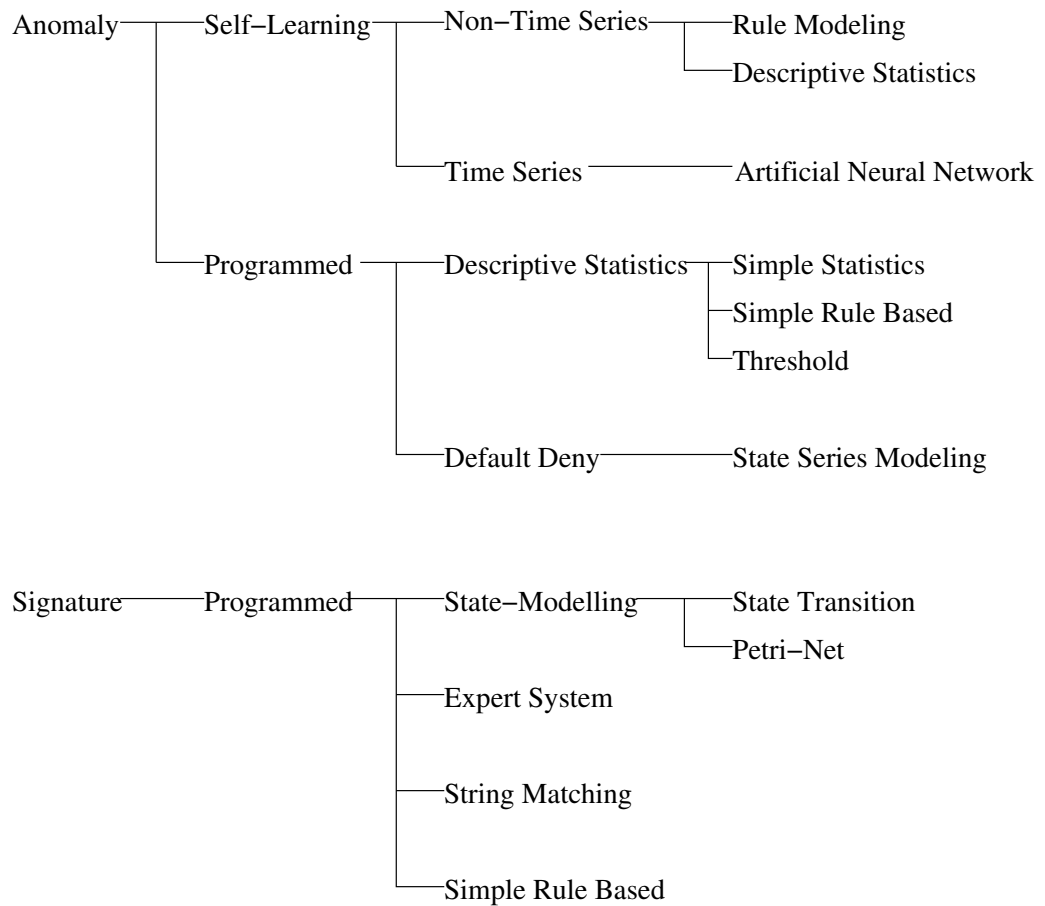 Anomaly Self−Learning Non−Time Series Rule Modeling
Descriptive Statistics
Time Series Artificial Neural Network
Programmed Descriptive Statistics Simple Statistics
Simple Rule Based
Threshold
Default Deny State Series Modeling
Signature Programmed State−Modelling State Transition
Petri−Net
Expert System
String Matching
Simple Rule Based